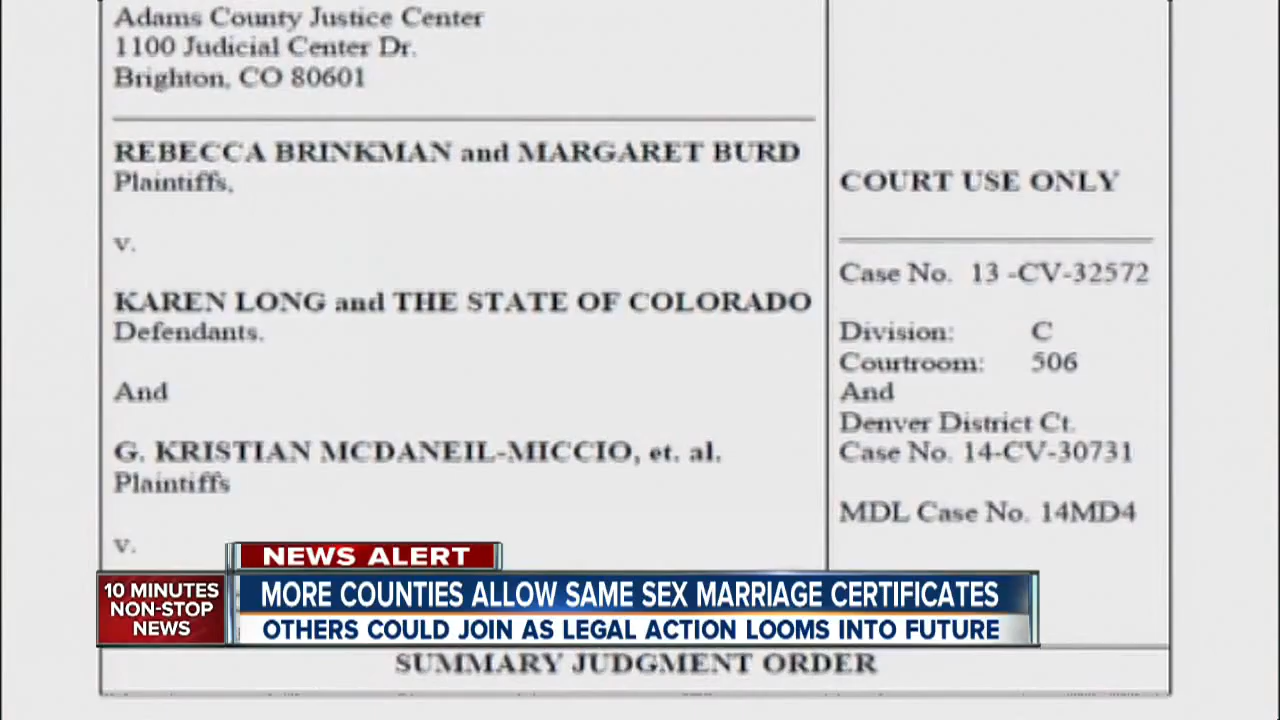 Adams County Justice Center
1100 Judicial Center Dr.
Brighton, CO 80601
REBECCA BRINKMAN and MARGARET BURD
Plaintiffs,
v.
KAREN LONG and THE STATE OF COLORADO
Defendants.
And
G. KRISTIAN MCDANEIL-MICCIO, et. al.
Plaintiffs
v.
COURT USE ONLY
Case No. 13 -CV-32572
Division: C
Courtroom: 506
And
Denver District Ct.
Case No. 14-CV-30731
MDL Case No. 14MD4
NEWS ALERT
10 MINUTES
NON-STOP
NEWS
MORE COUNTIES ALLOW SAME SEX MARRIAGE CERTIFICATES
OTHERS COULD JOIN AS LEGAL ACTION LOOMS INTO FUTURE
SUMMARY JUDGMENT ORDER